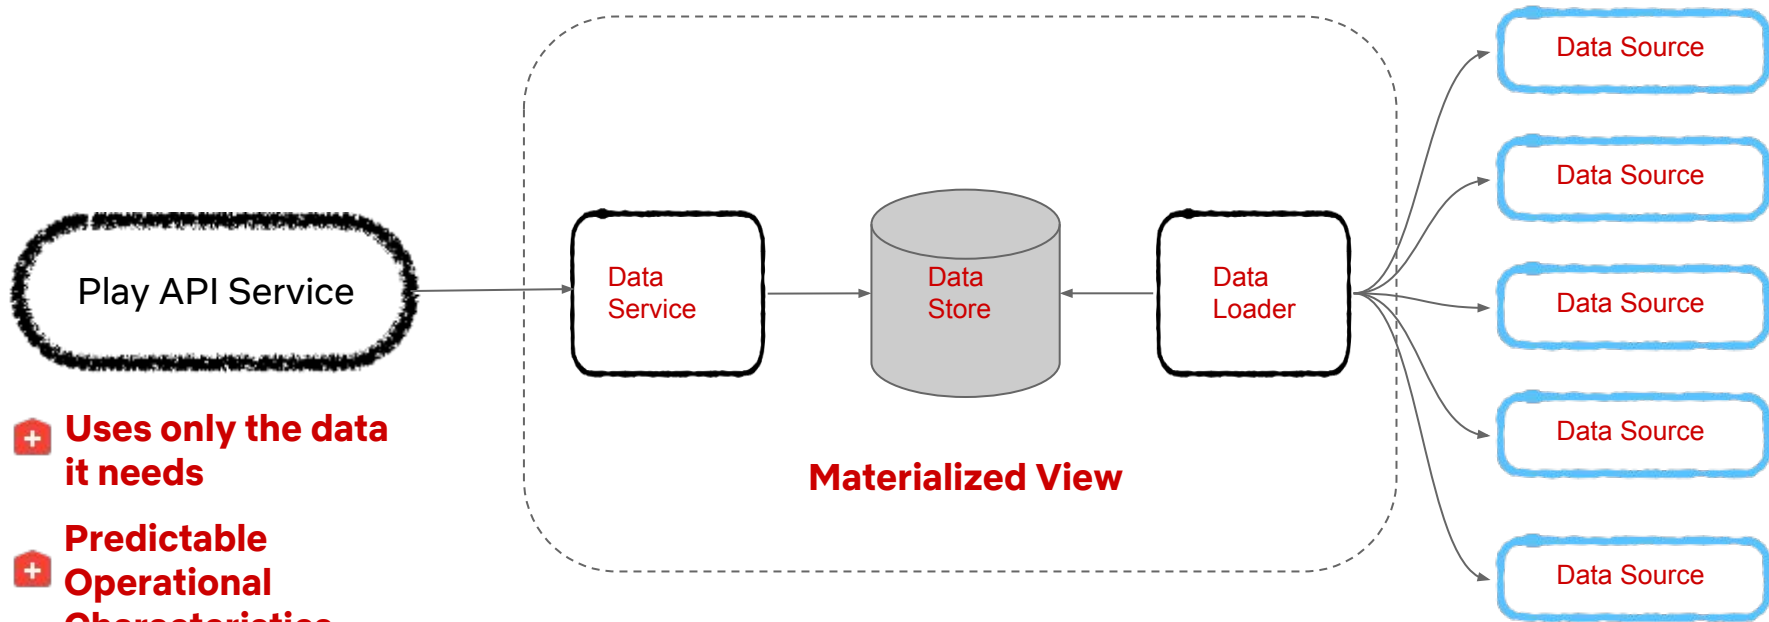 Data Source
Data Source
Play API Service
Data
Service
Data
Store
Data
Loader
Data Source
Data Source
Data Source
Materialized View
Uses only the data
it needs
Predictable
Operational
Characteristics